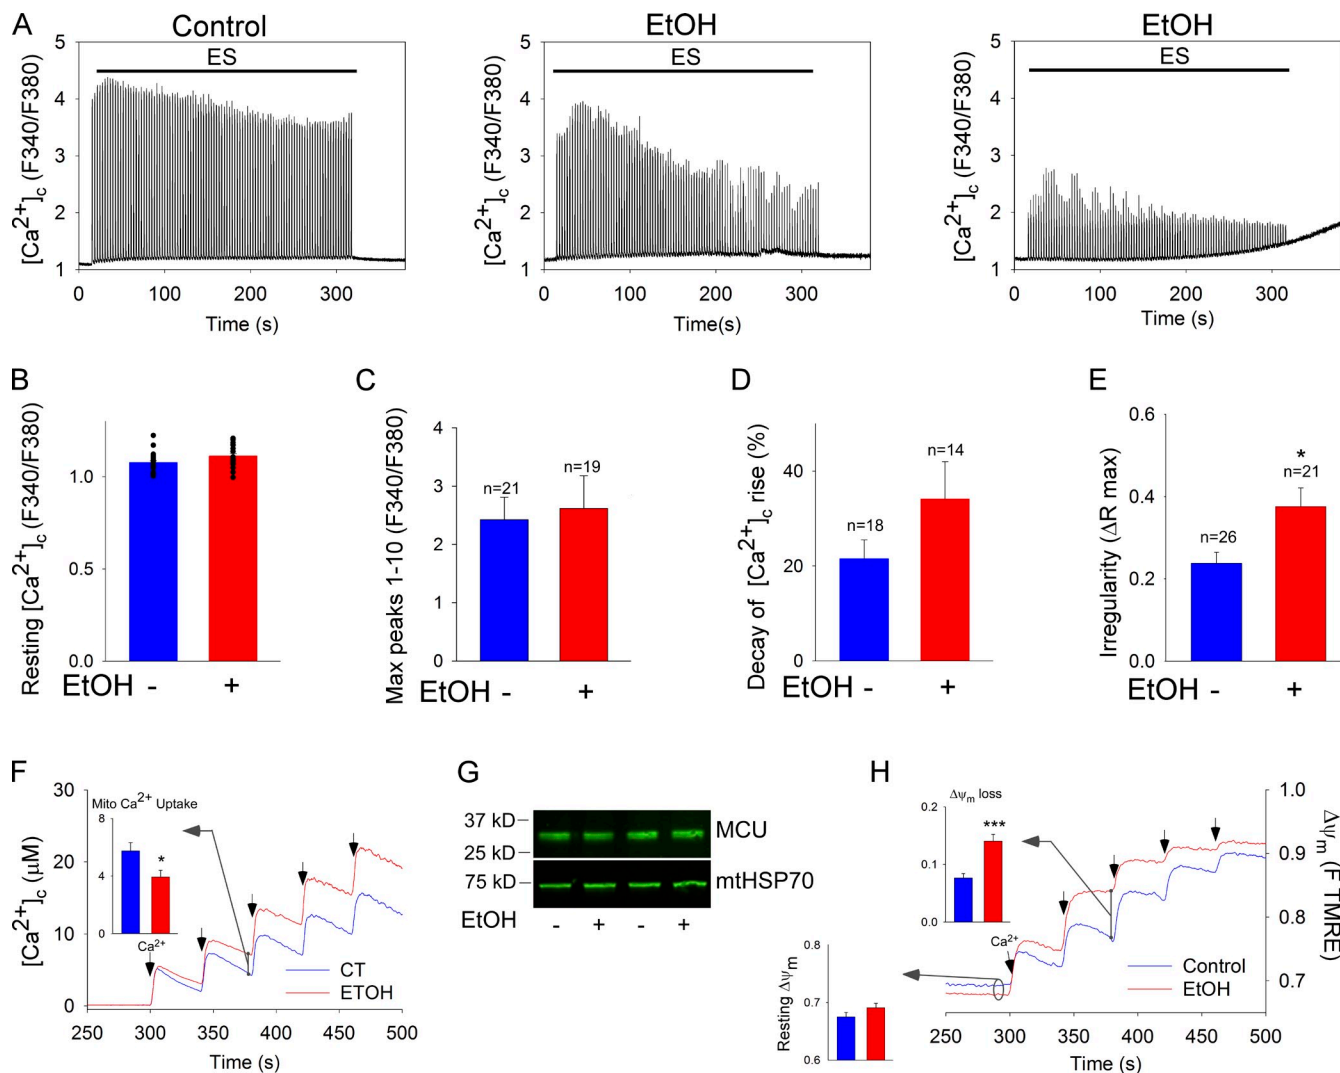 A
Control
ES
[Ca2+]c (F340/F380)
5
4
3
2
1
0
100
200
300
Time (s)
EtOH
ES
[Ca2+]c (F340/F380)
5
4
3
2
1
0
100
200
300
Time(s)
EtOH
ES
[Ca2+]c (F340/F380)
5
4
3
2
1
0
100
200
300
Time (s)
B
Resting [Ca2+]c (F340/F380)
1.0
0.0
EtOH - +
C
Max peaks 1-10 (F340/F380)
4
3
2
1
0
n=21
n=19
EtOH - +
D
Decay of [Ca2+]c rise (%)
40
20
0
n=18
n=14
EtOH - +
E
Irregularity (ΔR max)
0.6
0.4
0.2
0.0
n=26
*
n=21
EtOH - +
F
[Ca2+]c (μM)
30
25
20
15
10
5
0
Mito Ca2+ Uptake
8
4
0
*
Ca2+
CT
ETOH
250
300
350
400
450
500
Time (s)
G
37 kD
25 kD
75 kD
MCU
mtHSP70
EtOH - + - +
H
Δψm loss
0.2
0.1
0.0
***
Ca2+
Control
EtOH
1.0
0.9
0.8
0.7
Δψm (F TMRE)
Resting Δψm
0.8
0.7
0.6
250
300
350
400
450
500
Time (s)